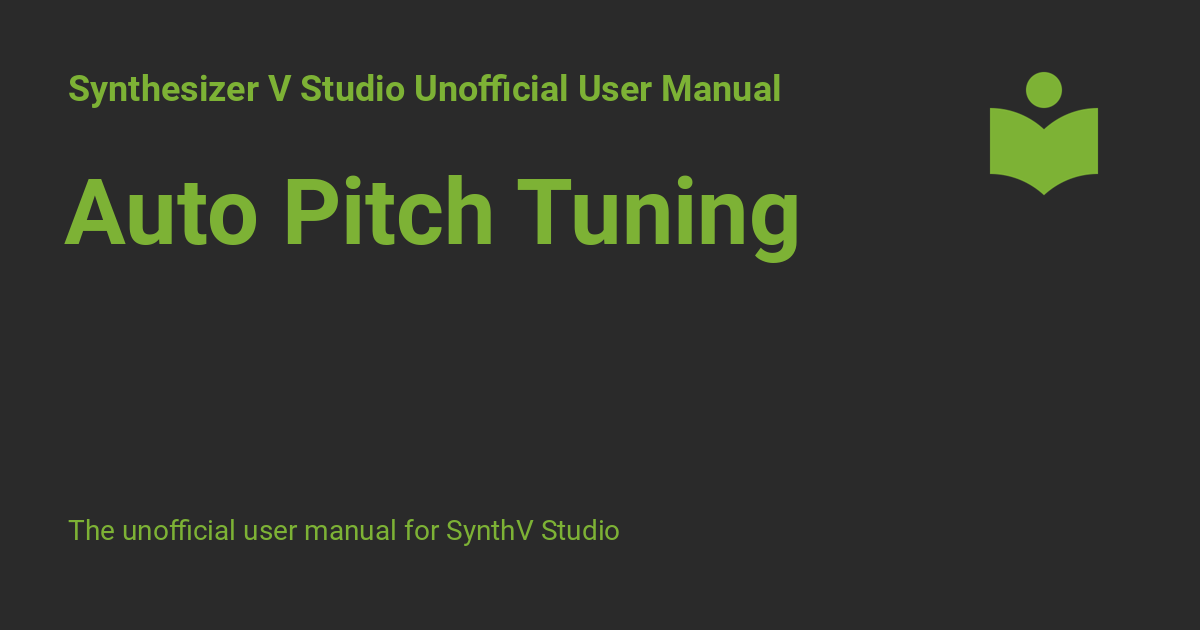 Synthesizer V Studio Unofficial User Manual
Auto Pitch Tuning
The unofficial user manual for SynthV Studio